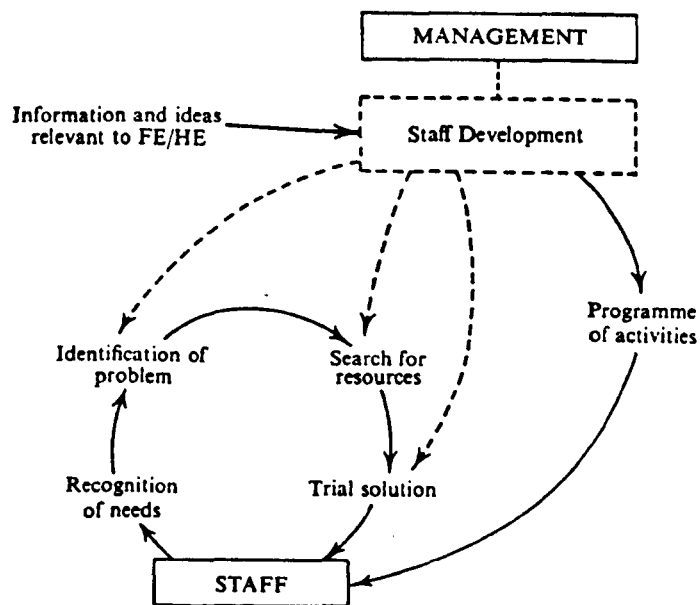 MANAGEMENT
Information and ideas
relevant to FE/HE
Staff Development
Programme
of activities
Identification of
problem
Search for
resources
Recognition
of needs
Trial solution
STAFF